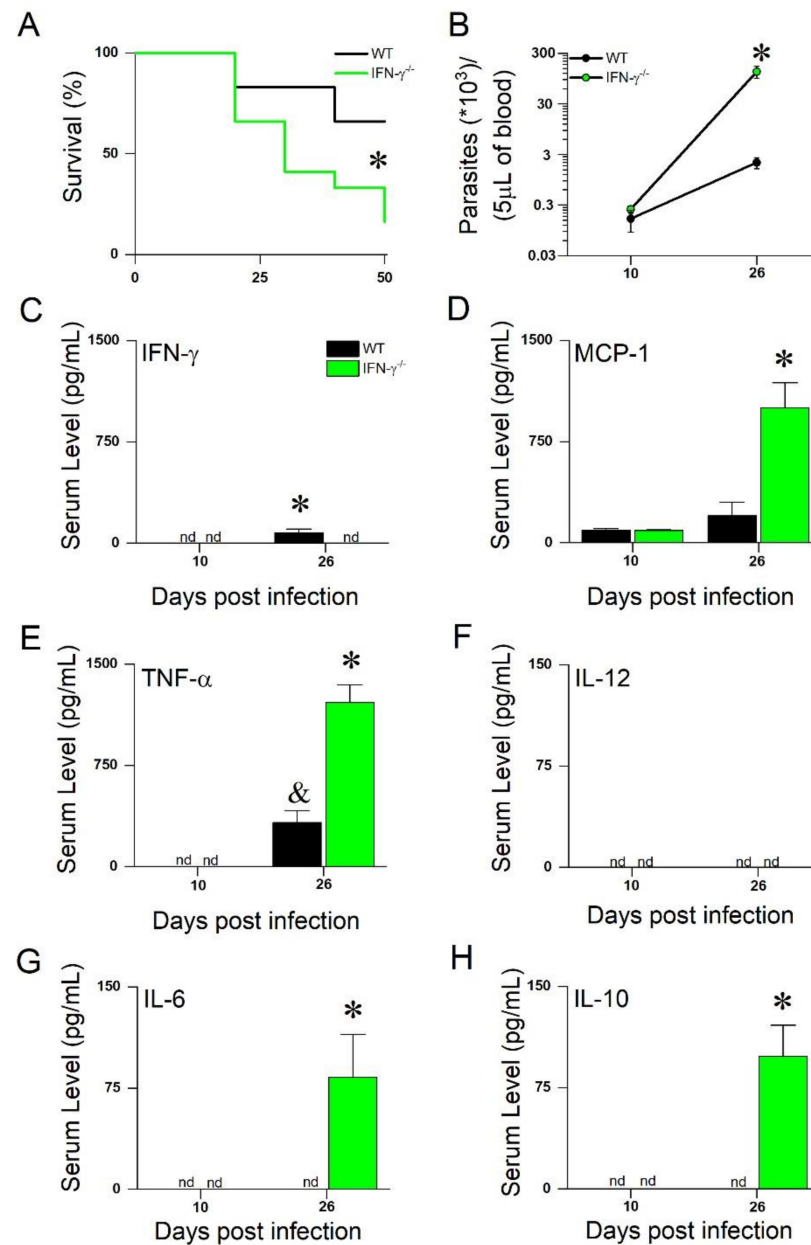 A
100
50
0
Survival (%)
WT
IFN-γ-/-
*
0 25 50
B
300
30
3
0.3
0.03
Parasites (*10³)/
(5μL of blood)
WT
IFN-γ-/-
*
10 26
C
1500
750
0
Serum Level (pg/mL)
IFN-γ
WT
IFN-γ-/-
*
nd nd nd
10 26
Days post infection
D
1500
750
0
Serum Level (pg/mL)
MCP-1
*
10 26
Days post infection
E
1500
750
0
Serum Level (pg/mL)
TNF-α
& *
nd nd
10 26
Days post infection
F
150
75
0
Serum Level (pg/mL)
IL-12
nd nd nd nd
10 26
Days post infection
G
150
75
0
Serum Level (pg/mL)
IL-6
*
nd nd nd
10 26
Days post infection
H
150
75
0
Serum Level (pg/mL)
IL-10
*
nd nd nd
10 26
Days post infection